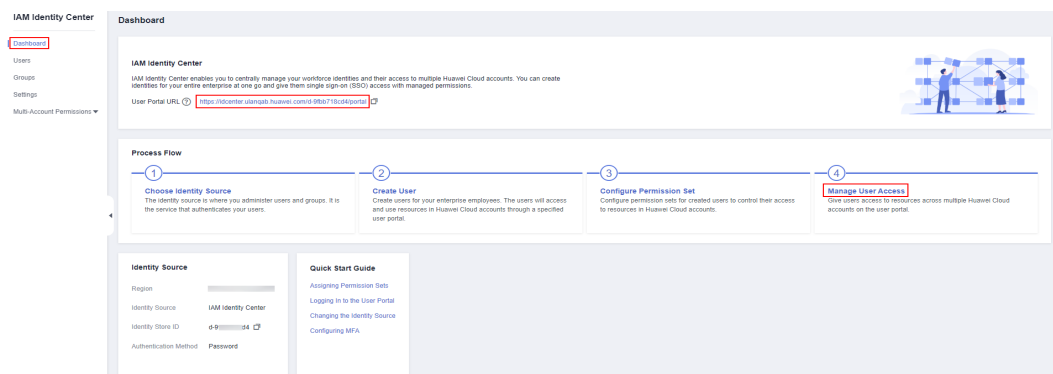 IAM Identity Center
Dashboard
Users
Groups
Settings
Multi-Account Permissions
Dashboard
IAM Identity Center
IAM Identity Center enables you to centrally manage your workforce identities and their access to multiple Huawei Cloud accounts. You can create
identities for your entire enterprise at one go and give them single sign-on (SSO) access with managed permissions.
User Portal URL ? https://idcenter.ulanqab.huawei.com/d-9fbb718cd4/portal
Process Flow
1
Choose Identity Source
The identity source is where you administer users and groups. It is
the service that authenticates your users.
2
Create User
Create users for your enterprise employees. The users will access
and use resources in Huawei Cloud accounts through a specified
user portal.
3
Configure Permission Set
Configure permission sets for created users to control their access
to resources in Huawei Cloud accounts.
4
Manage User Access
Give users access to resources across multiple Huawei Cloud
accounts on the user portal.
Identity Source
Region
Identity Source IAM Identity Center
Identity Store ID d-9 d4
Authentication Method Password
Quick Start Guide
Assigning Permission Sets
Logging In to the User Portal
Changing the Identity Source
Configuring MFA